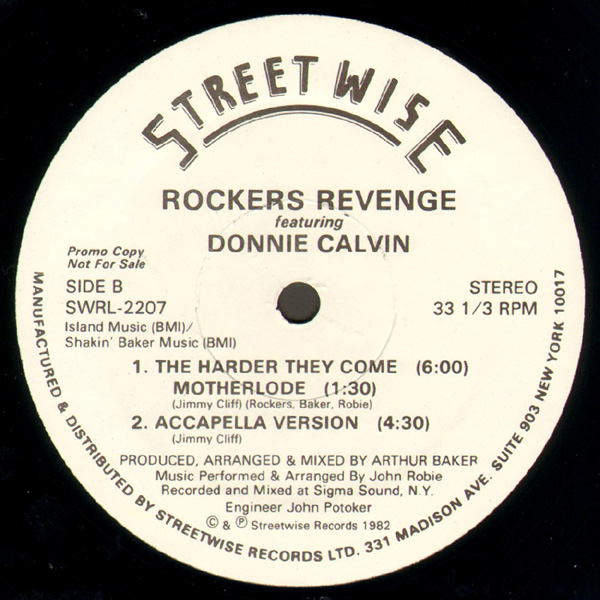 STREETWISE
ROCKERS REVENGE
featuring
DONNIE CALVIN
Promo Copy
Not For Sale
SIDE B
SWRL-2207
Island Music (BMI)/
Shakin' Baker Music (BMI)
STEREO
33 1/3 RPM
1. THE HARDER THEY COME (6:00)
MOTHERLODE (1:30)
(Jimmy Cliff) (Rockers, Baker, Robie)
2. ACCAPELLA VERSION (4:30)
(Jimmy Cliff)
PRODUCED, ARRANGED & MIXED BY ARTHUR BAKER
Music Performed & Arranged By John Robie
Recorded and Mixed at Sigma Sound, N.Y.
Engineer John Potoker
© & ℗ Streetwise Records 1982
MANUFACTURED & DISTRIBUTED BY STREETWISE RECORDS LTD. 331 MADISON AVE. SUITE 903 NEW YORK 10017